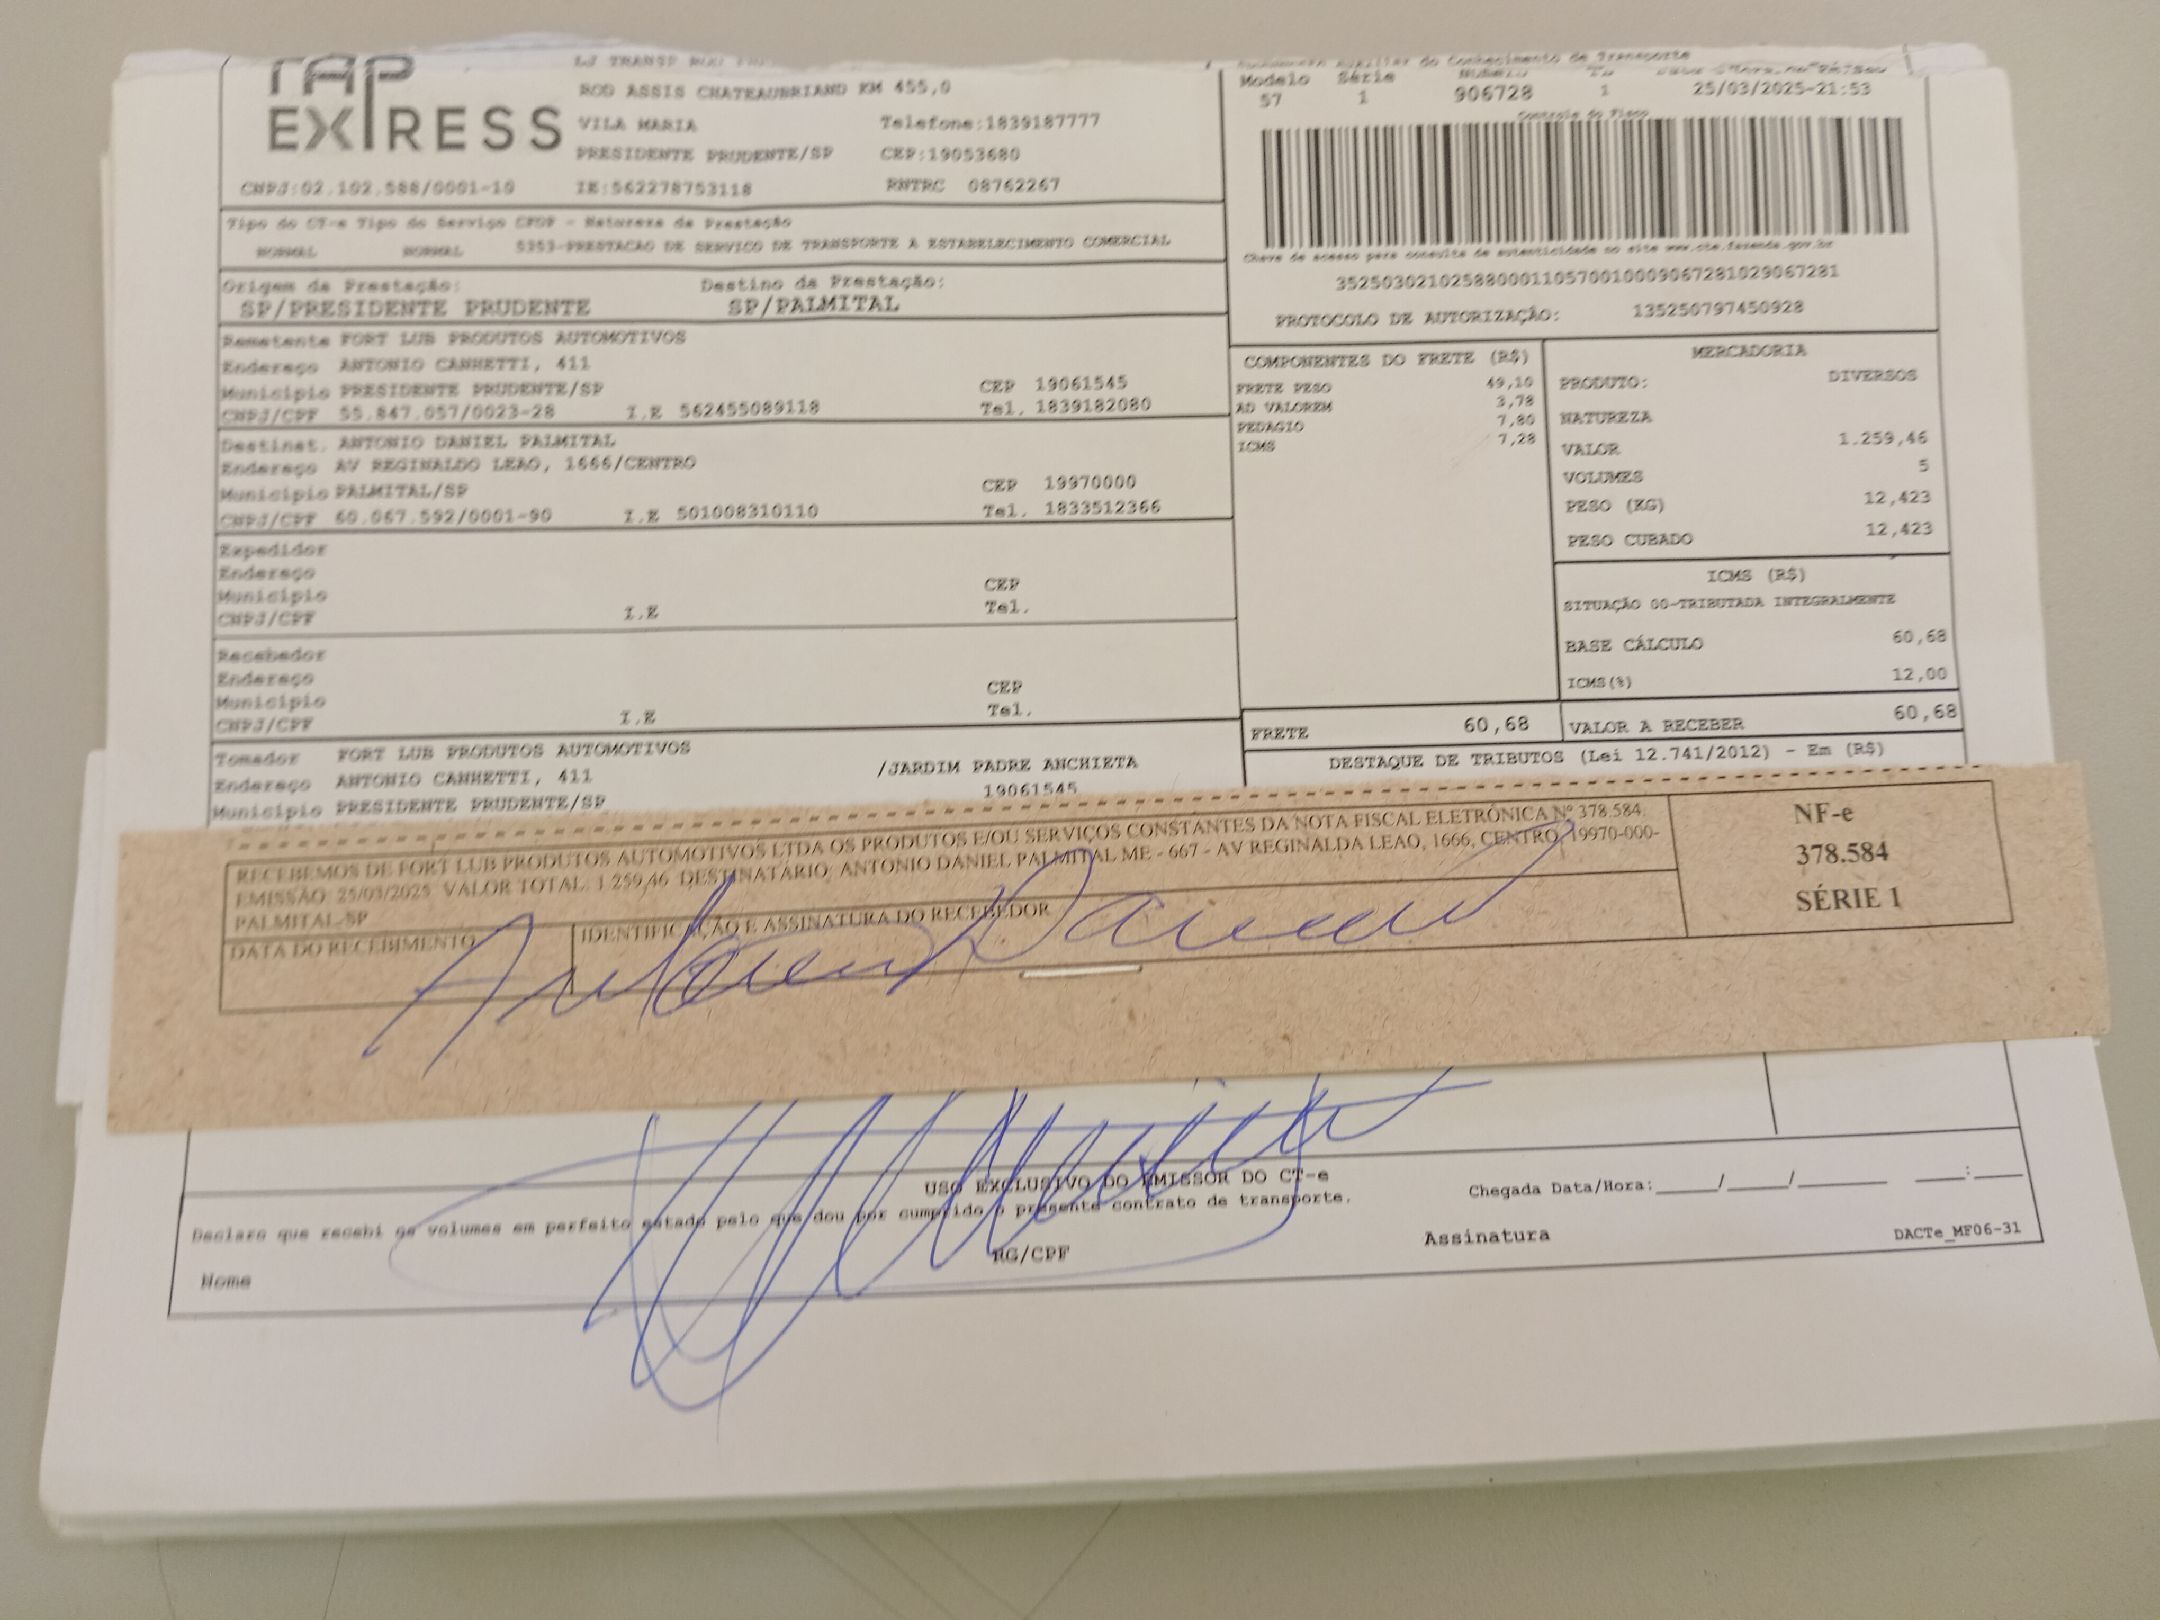 TAP
EXPRESS
ROD ASSIS CHATEAUBRIAND KM 455,0
VILA MARIA Telefone:1839187777
PRESIDENTE PRUDENTE/SP CEP:19053680
CNPJ:02.102.588/0001-10 IE:562278753118 RNTRC 08762267
Tipo do CT-e Tipo do Serviço CFOP - Natureza da Prestação
NORMAL NORMAL 5353-PRESTACAO DE SERVICO DE TRANSPORTE A ESTABELECIMENTO COMERCIAL
Origem da Prestação: Destino da Prestação:
SP/PRESIDENTE PRUDENTE SP/PALMITAL
Remetente FORT LUB PRODUTOS AUTOMOTIVOS
Endereço ANTONIO CANHETTI, 411
Municipio PRESIDENTE PRUDENTE/SP CEP 19061545
CNPJ/CPF 55.847.057/0023-28 I.E 562455089118 Tel. 1839182080
Destinat. ANTONIO DANIEL PALMITAL
Endereço AV REGINALDO LEAO, 1666/CENTRO
Municipio PALMITAL/SP CEP 19970000
CNPJ/CPF 60.067.592/0001-90 I.E 501008310110 Tel. 1833512366
Expedidor
Endereço
Municipio CEP
CNPJ/CPF I.E Tel.
Recebedor
Endereço
Municipio CEP
CNPJ/CPF I.E Tel.
Tomador FORT LUB PRODUTOS AUTOMOTIVOS
Endereço ANTONIO CANHETTI, 411 /JARDIM PADRE ANCHIETA
Municipio PRESIDENTE PRUDENTE/SP 19061545
Documento Auxiliar do Conhecimento de Transporte
Modelo Série Número
57 1 906728 1 25/03/2025-21:53
Controle do Fisco
Chave de acesso para consulta de autenticidade no site www.cte.fazenda.gov.br
35250302102588000110570010009067281029067281
PROTOCOLO DE AUTORIZAÇÃO: 135250797450928
COMPONENTES DO FRETE (R$)
FRETE PESO 49,10
AD VALOREM 3,78
PEDAGIO 7,80
ICMS 7,28
MERCADORIA
PRODUTO: DIVERSOS
NATUREZA
VALOR 1.259,46
VOLUMES 5
PESO (KG) 12,423
PESO CUBADO 12,423
ICMS (R$)
SITUAÇÃO 00-TRIBUTADA INTEGRALMENTE
BASE CÁLCULO 60,68
ICMS(%) 12,00
FRETE 60,68 VALOR A RECEBER 60,68
DESTAQUE DE TRIBUTOS (Lei 12.741/2012) - Em (R$)
RECEBEMOS DE FORT LUB PRODUTOS AUTOMOTIVOS LTDA OS PRODUTOS E/OU SERVIÇOS CONSTANTES DA NOTA FISCAL ELETRÔNICA Nº 378.584.
EMISSÃO: 25/03/2025 VALOR TOTAL: 1.259,46 DESTINATÁRIO: ANTONIO DANIEL PALMITAL ME - 667 - AV REGINALDA LEAO, 1666, CENTRO, 19970-000-
PALMITAL-SP
DATA DO RECEBIMENTO IDENTIFICAÇÃO E ASSINATURA DO RECEBEDOR
NF-e
378.584
SÉRIE 1
USO EXCLUSIVO DO EMISSOR DO CT-e
Declaro que recebi os volumes em perfeito estado pelo que dou por cumprido o presente contrato de transporte.
Chegada Data/Hora:_____/_____/_______ ____:____
Nome RG/CPF Assinatura DACTe_MF06-31